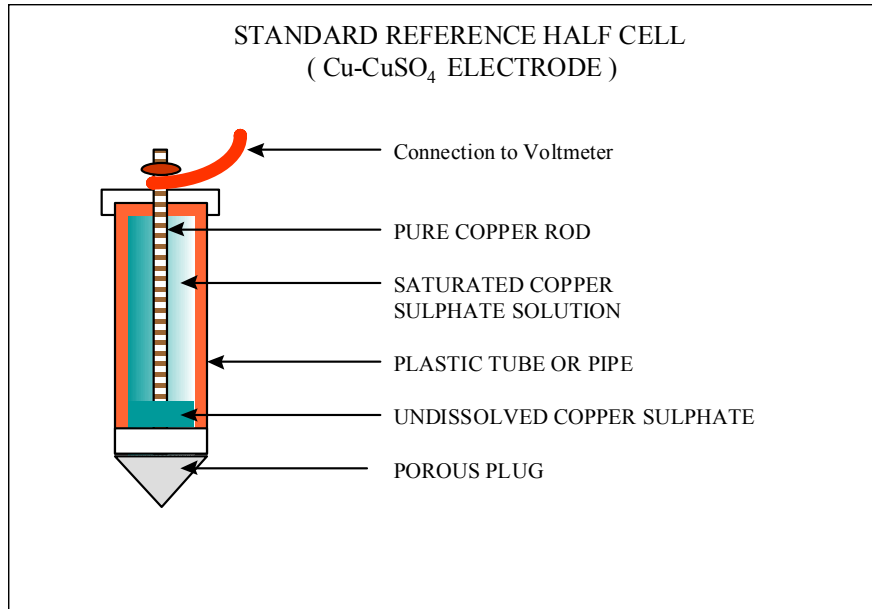 STANDARD REFERENCE HALF CELL
( Cu-CuSO₄ ELECTRODE )
Connection to Voltmeter
PURE COPPER ROD
SATURATED COPPER
SULPHATE SOLUTION
PLASTIC TUBE OR PIPE
UNDISSOLVED COPPER SULPHATE
POROUS PLUG